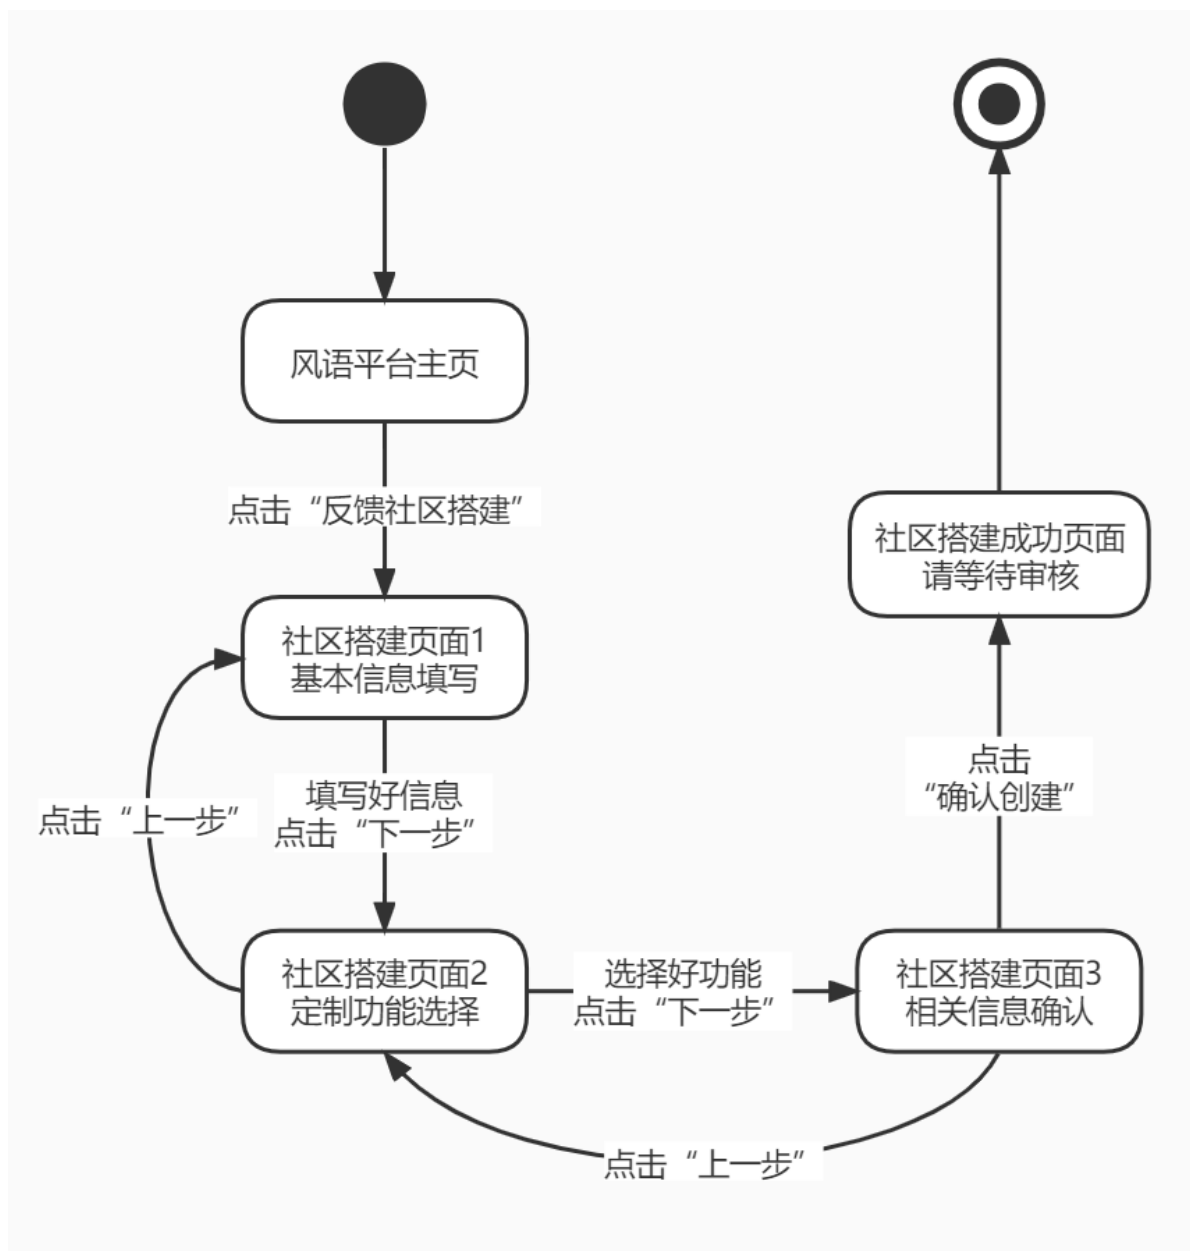 风语平台主页
点击“反馈社区搭建”
社区搭建页面1
基本信息填写
点击“上一步”
填写好信息
点击“下一步”
社区搭建页面2
定制功能选择
选择好功能
点击“下一步”
社区搭建页面3
相关信息确认
点击“上一步”
点击
“确认创建”
社区搭建成功页面
请等待审核